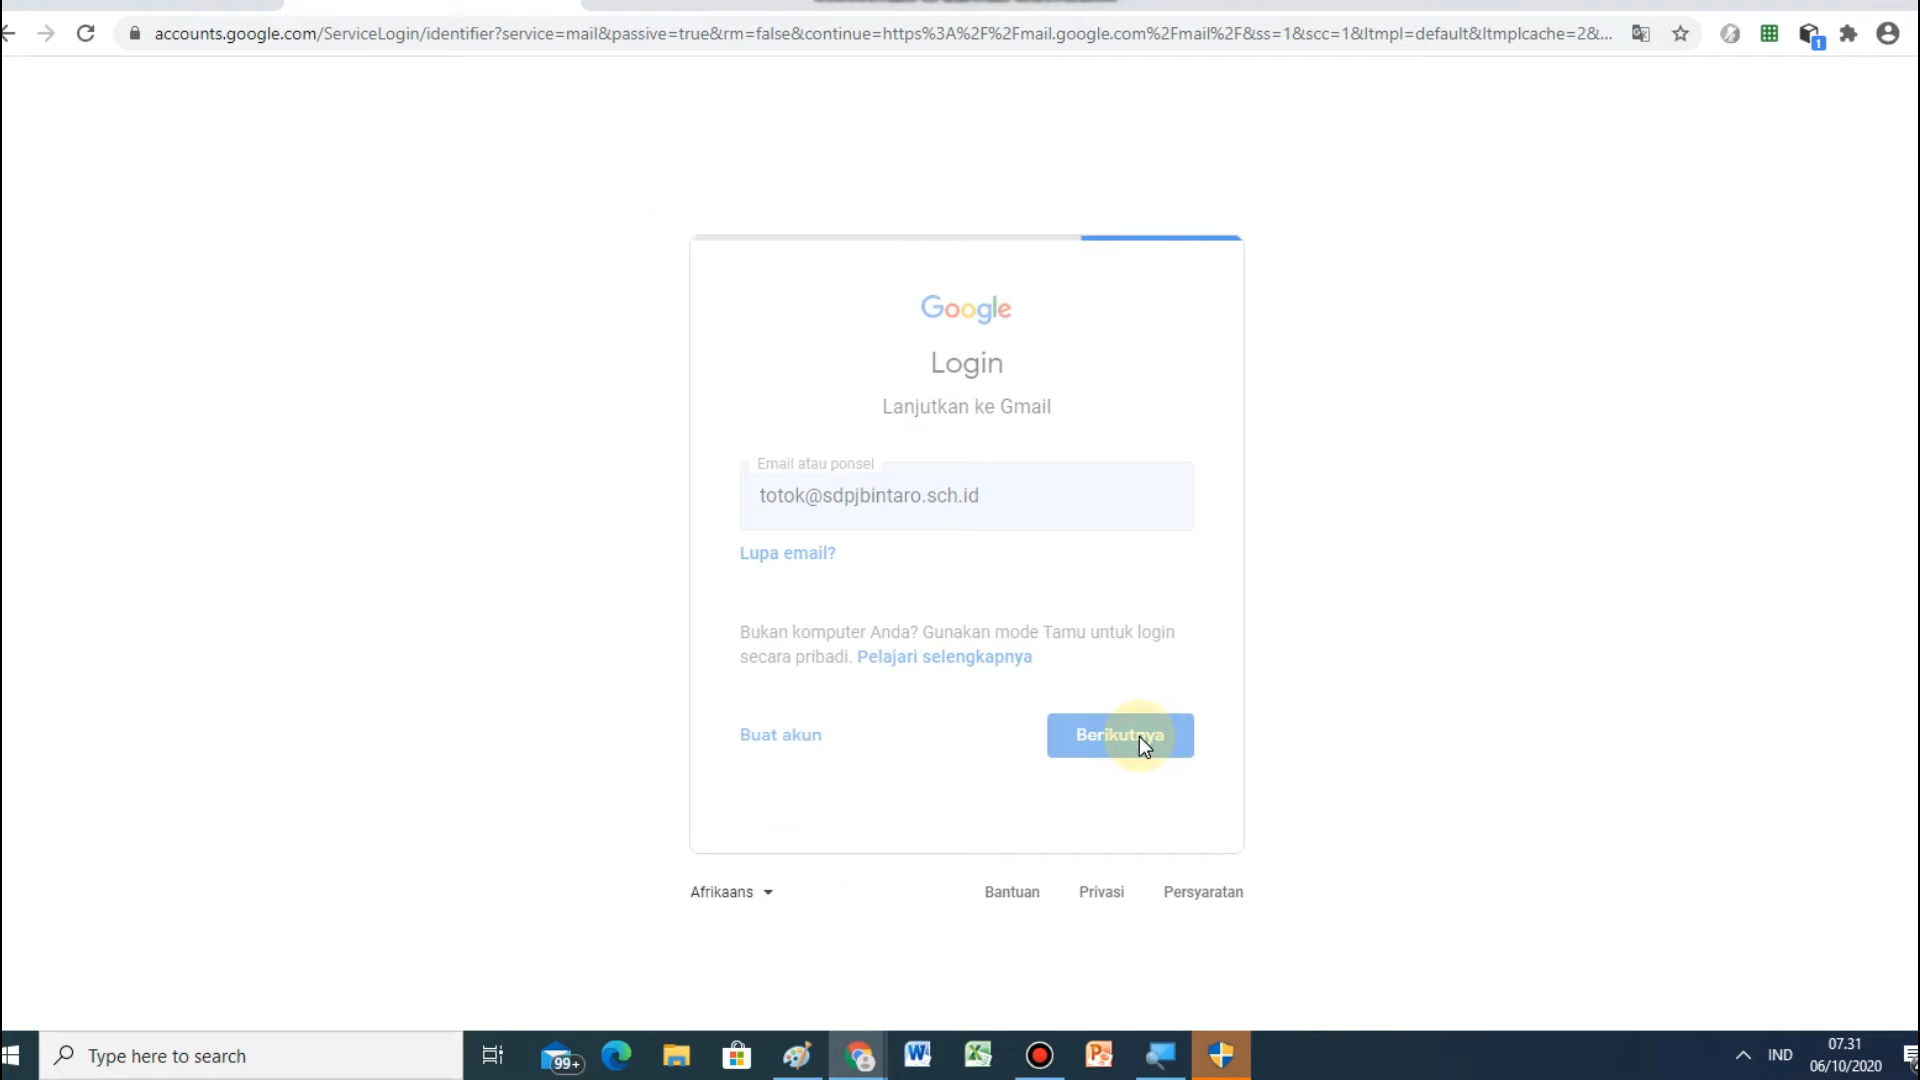 accounts.google.com/ServiceLogin/identifier?service=mail&passive=true&rm=false&continue=https%3A%2F%2Fmail.google.com%2Fmail%2F&ss=1&scc=1&ltmpl=default&ltmplcache=2&...
1
Google
Login
Lanjutkan ke Gmail
Email atau ponsel
totok@sdpjbintaro.sch.id
Lupa email?
Bukan komputer Anda? Gunakan mode Tamu untuk login
secara pribadi. Pelajari selengkapnya
Buat akun
Berikutnya
Afrikaans
Bantuan
Privasi
Persyaratan
Type here to search
99+
IND
07.31
06/10/2020